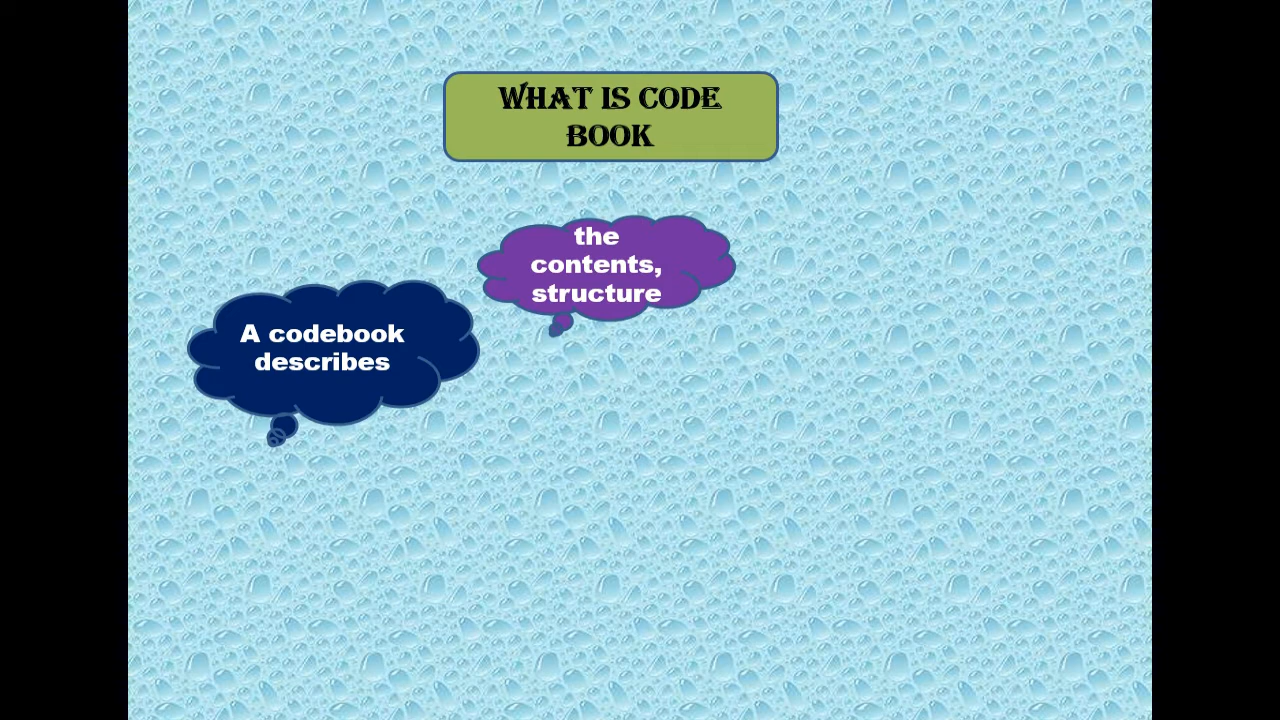 WHAT IS CODE
BOOK
the
contents,
structure
A codebook
describes